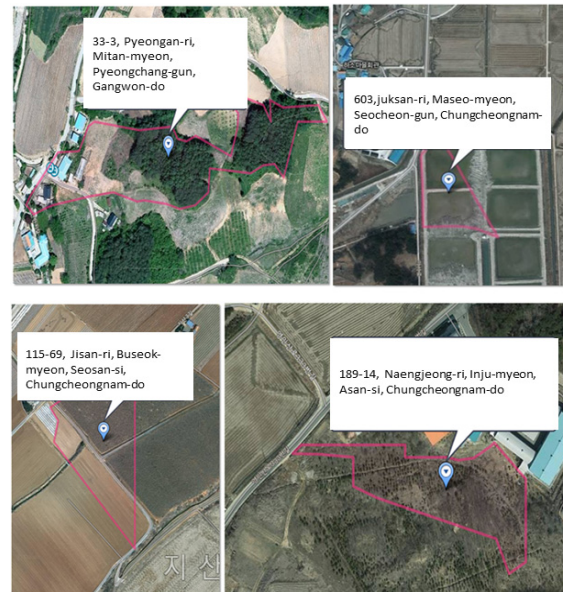 33-3, Pyeongan-ri,
Mitan-myeon,
Pyeongchang-gun,
Gangwon-do
603,juksan-ri, Maseo-myeon,
Seocheon-gun, Chungcheongnam-
do
115-69, Jisan-ri, Buseok-
myeon, Seosan-si,
Chungcheongnam-do
189-14, Naengjeong-ri, Inju-myeon,
Asan-si, Chungcheongnam-do
지 산